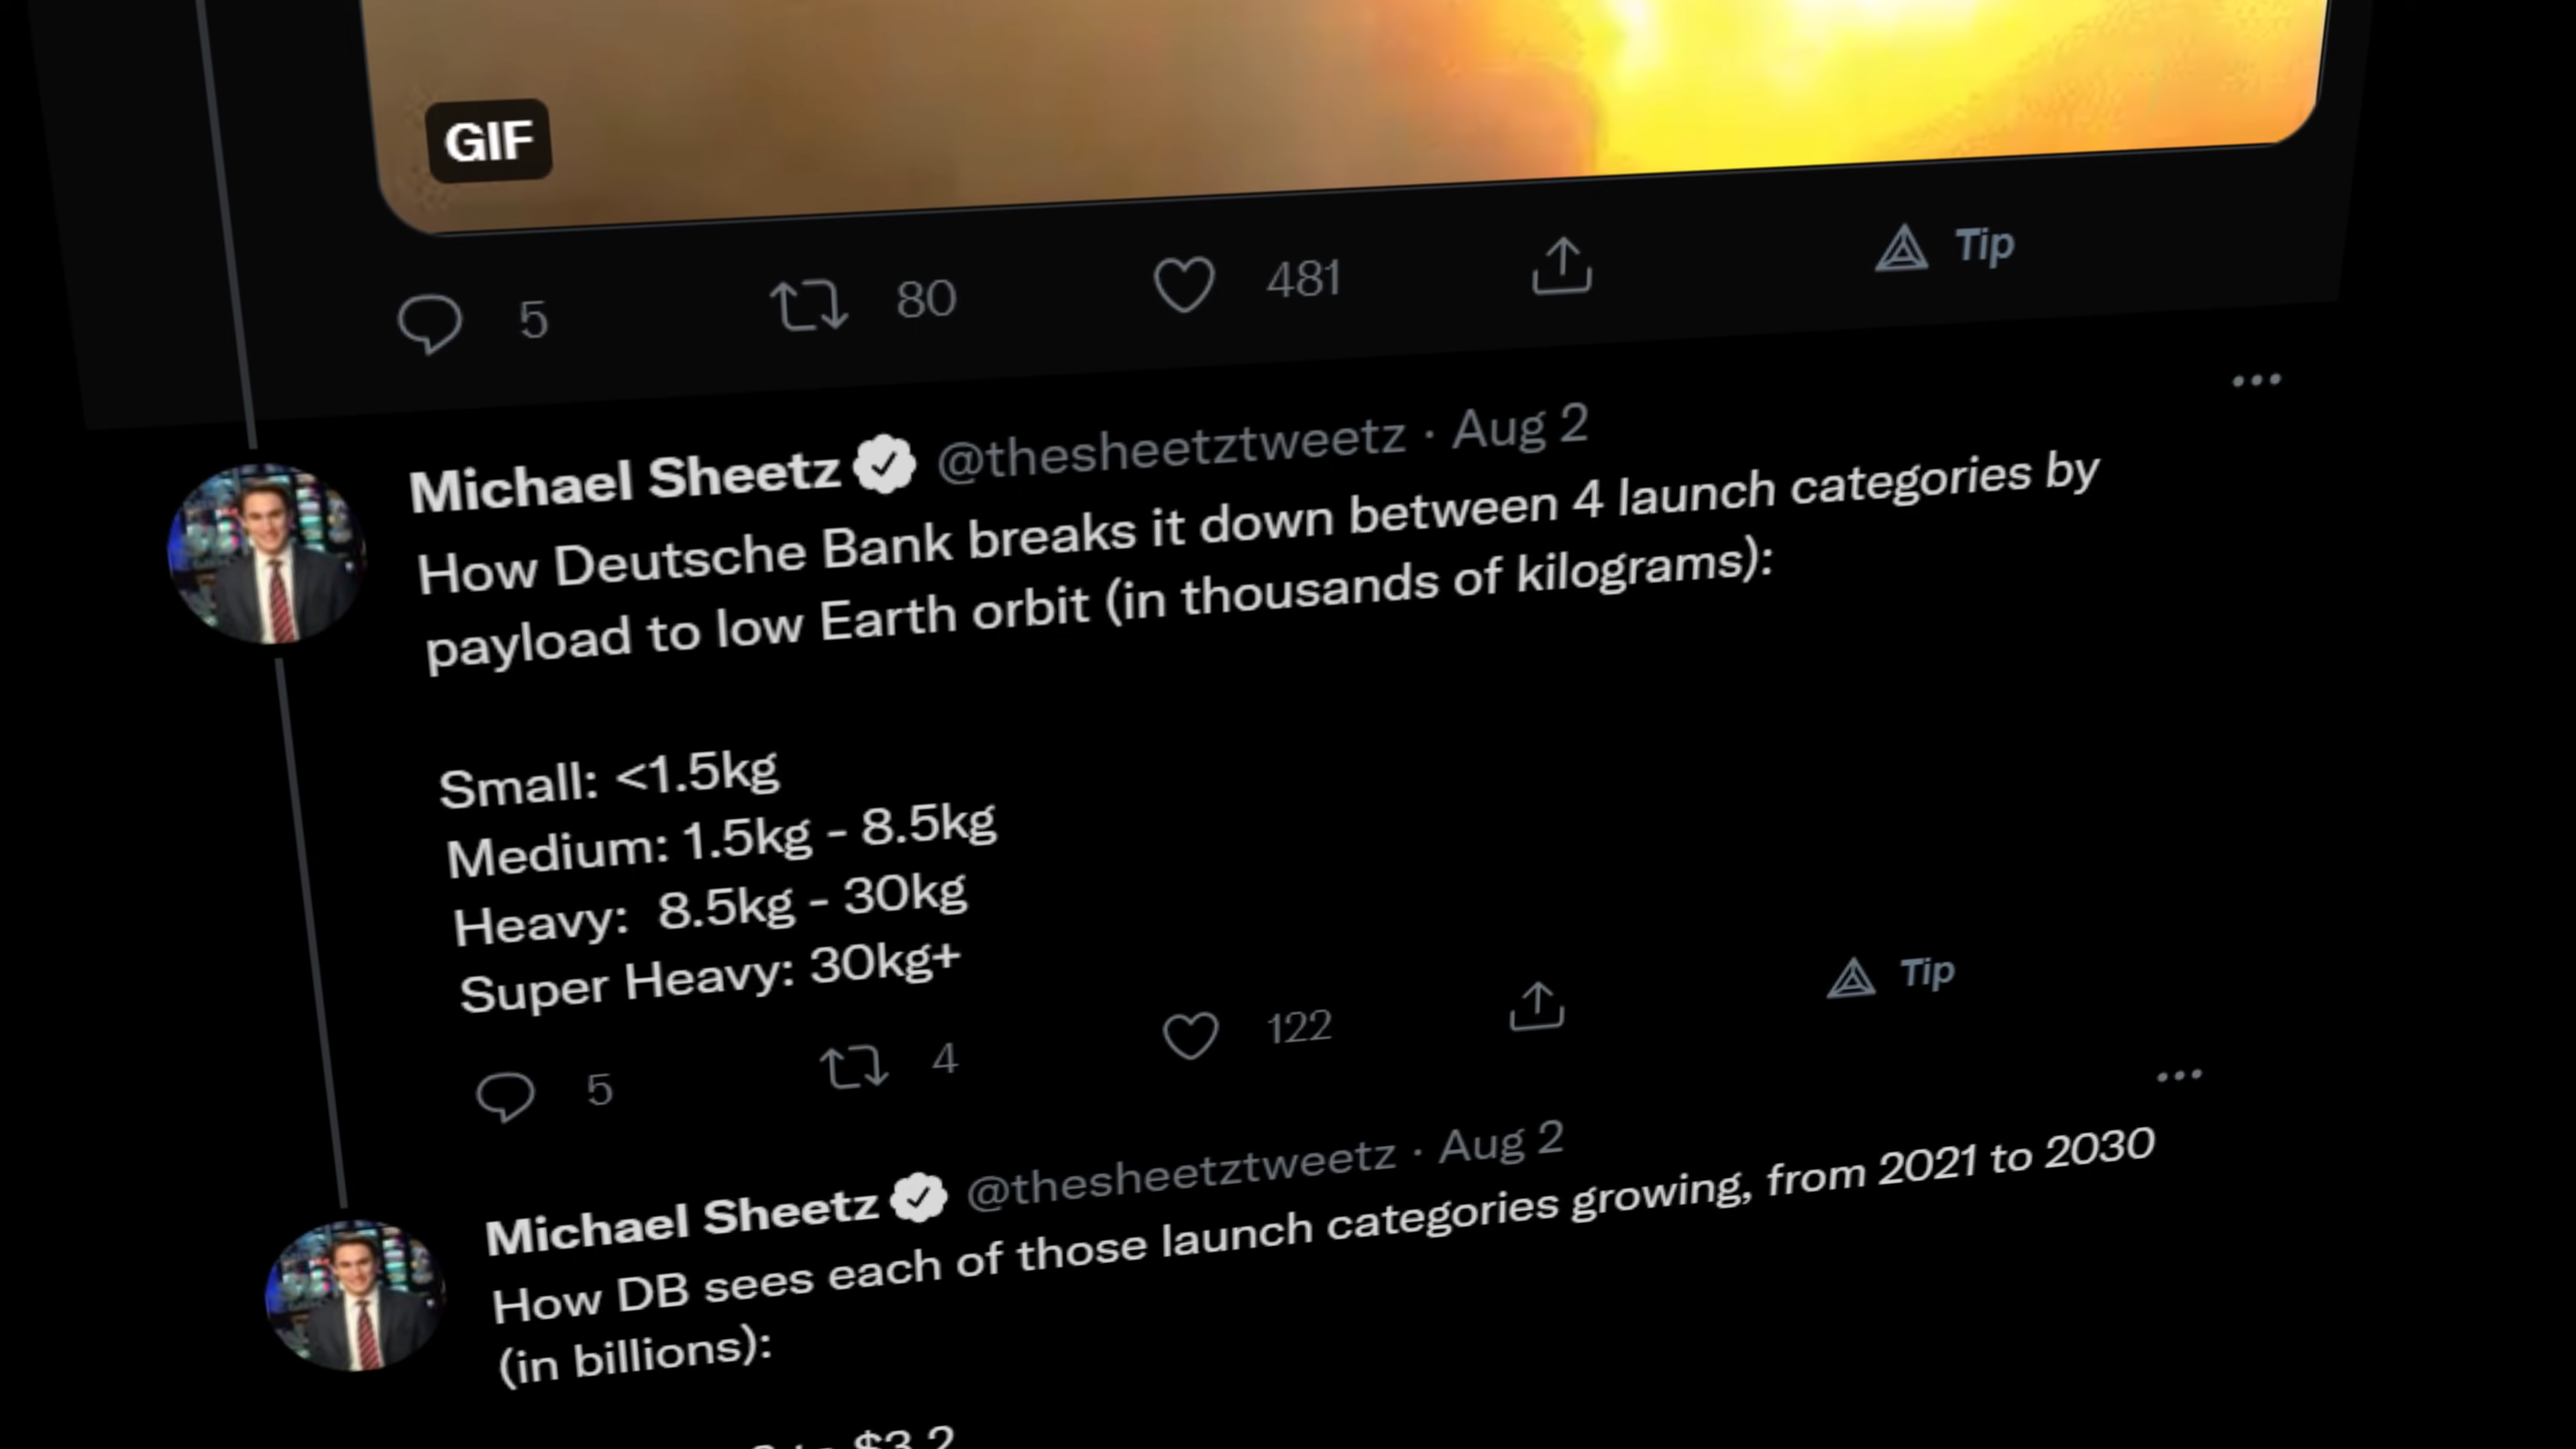 GIF
5 80 481 Tip
Michael Sheetz @thesheetztweetz · Aug 2
How Deutsche Bank breaks it down between 4 launch categories by
payload to low Earth orbit (in thousands of kilograms):
Small: <1.5kg
Medium: 1.5kg - 8.5kg
Heavy: 8.5kg - 30kg
Super Heavy: 30kg+
5 4 122 Tip
Michael Sheetz @thesheetztweetz · Aug 2
How DB sees each of those launch categories growing, from 2021 to 2030
(in billions):
$3.2